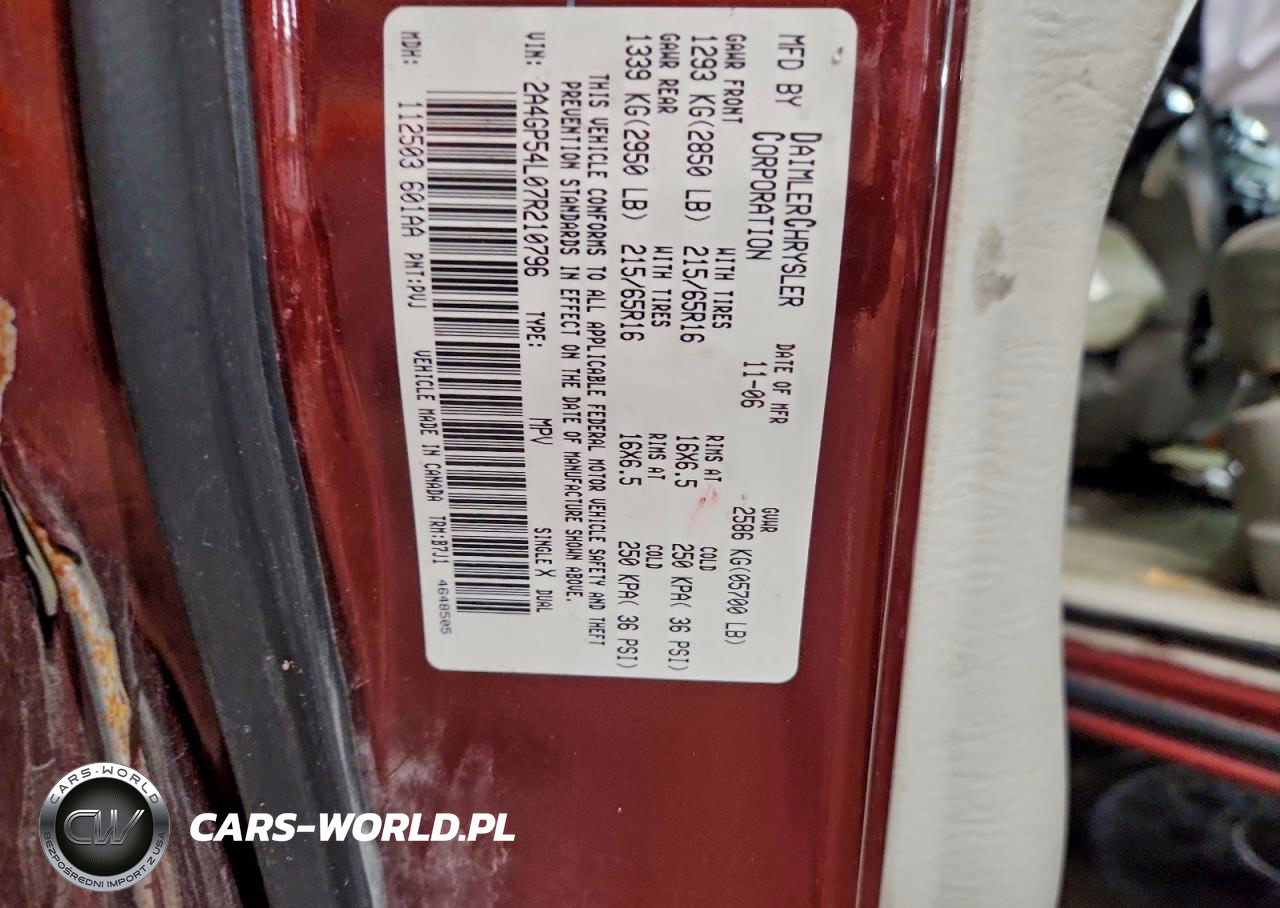 MFD BY DAIMLERCHRYSLER CORPORATION
DATE OF MFR 11-06
GVWR 2586 KG(05700 LB)
GAWR FRONT WITH TIRES RIMS AT COLD
1293 KG(2850 LB) 215/65R16 16X6.5 250 KPA( 36 PSI)
GAWR REAR WITH TIRES RIMS AT COLD
1339 KG(2950 LB) 215/65R16 16X6.5 250 KPA( 36 PSI)
THIS VEHICLE CONFORMS TO ALL APPLICABLE FEDERAL MOTOR VEHICLE SAFETY AND THEFT
PREVENTION STANDARDS IN EFFECT ON THE DATE OF MANUFACTURE SHOWN ABOVE.
VIN: 2A4GP54L07R210796 TYPE: MPV SINGLE X DUAL
MDH: 112503 601AA PNT:PVJ VEHICLE MADE IN CANADA TRM:B7J1 4648505
CARS-WORLD
CW
BEZPOŚREDNI IMPORT Z USA
CARS-WORLD.PL